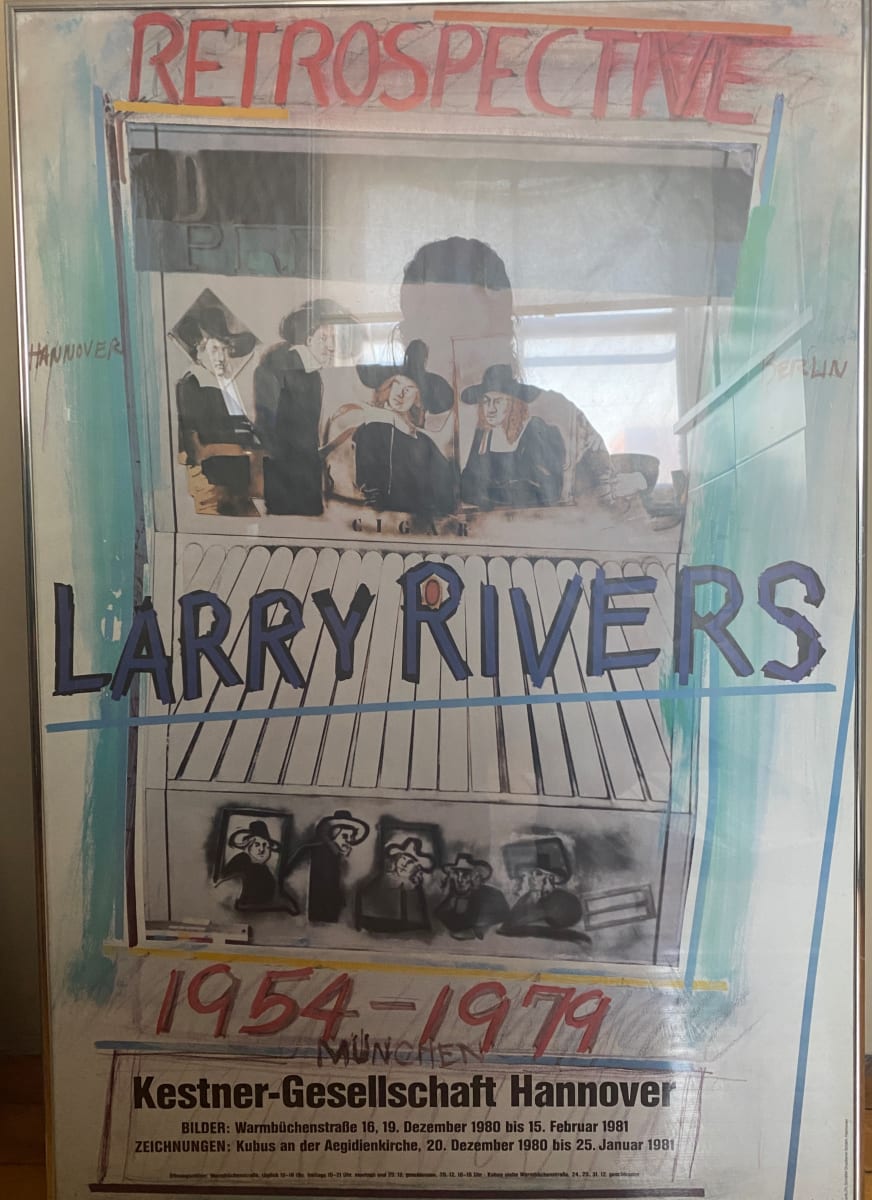 RETROSPECTIVE
D
PRE
HANNOVER
BERLIN
CIGAR
LARRY RIVERS
1954-1979
MÜNCHEN
Kestner-Gesellschaft Hannover
BILDER: Warmbüchenstraße 16, 19. Dezember 1980 bis 15. Februar 1981
ZEICHNUNGEN: Kubus an der Aegidienkirche, 20. Dezember 1980 bis 25. Januar 1981